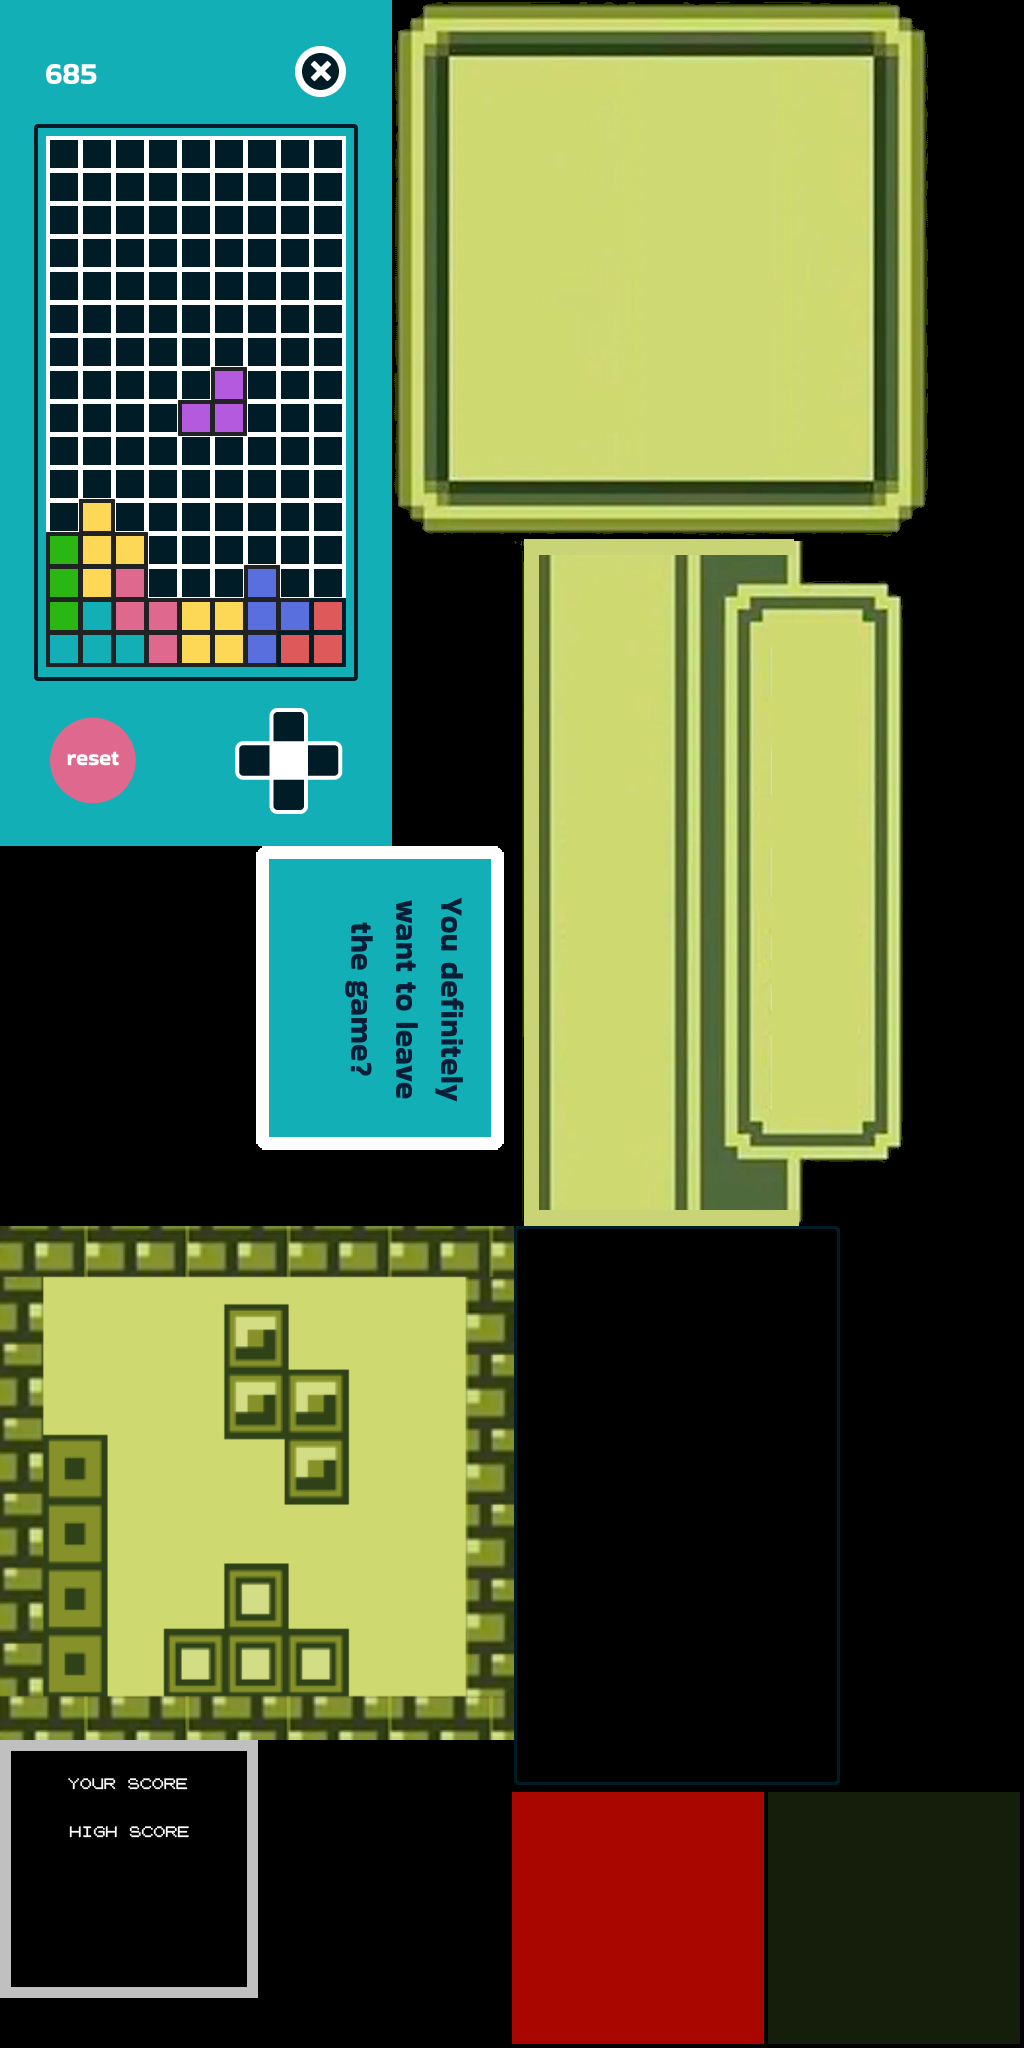 685
reset
You definitely
want to leave
the game?
YOUR SCORE
HIGH SCORE